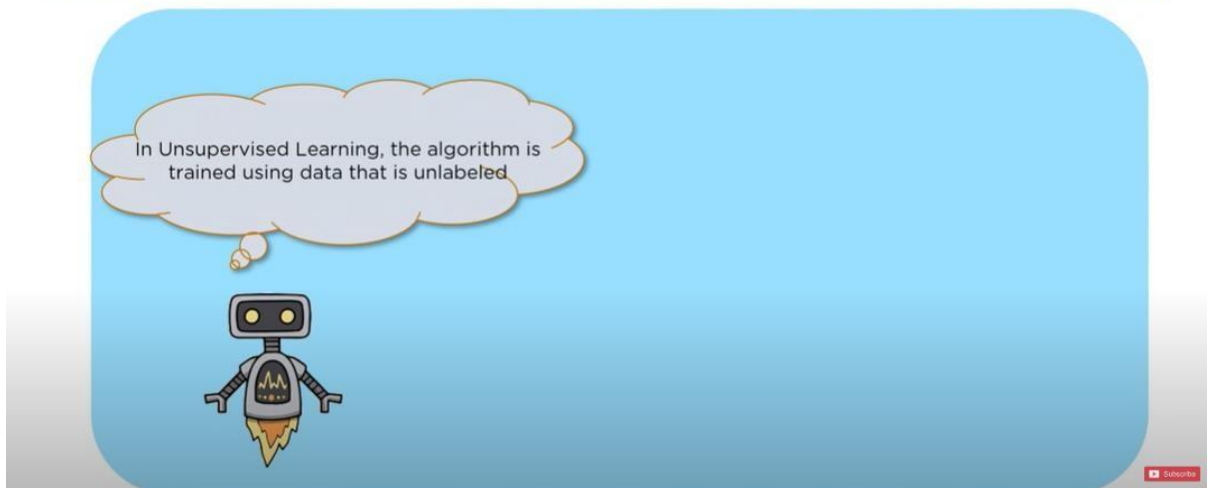 In Unsupervised Learning, the algorithm is
trained using data that is unlabeled
Subscribe